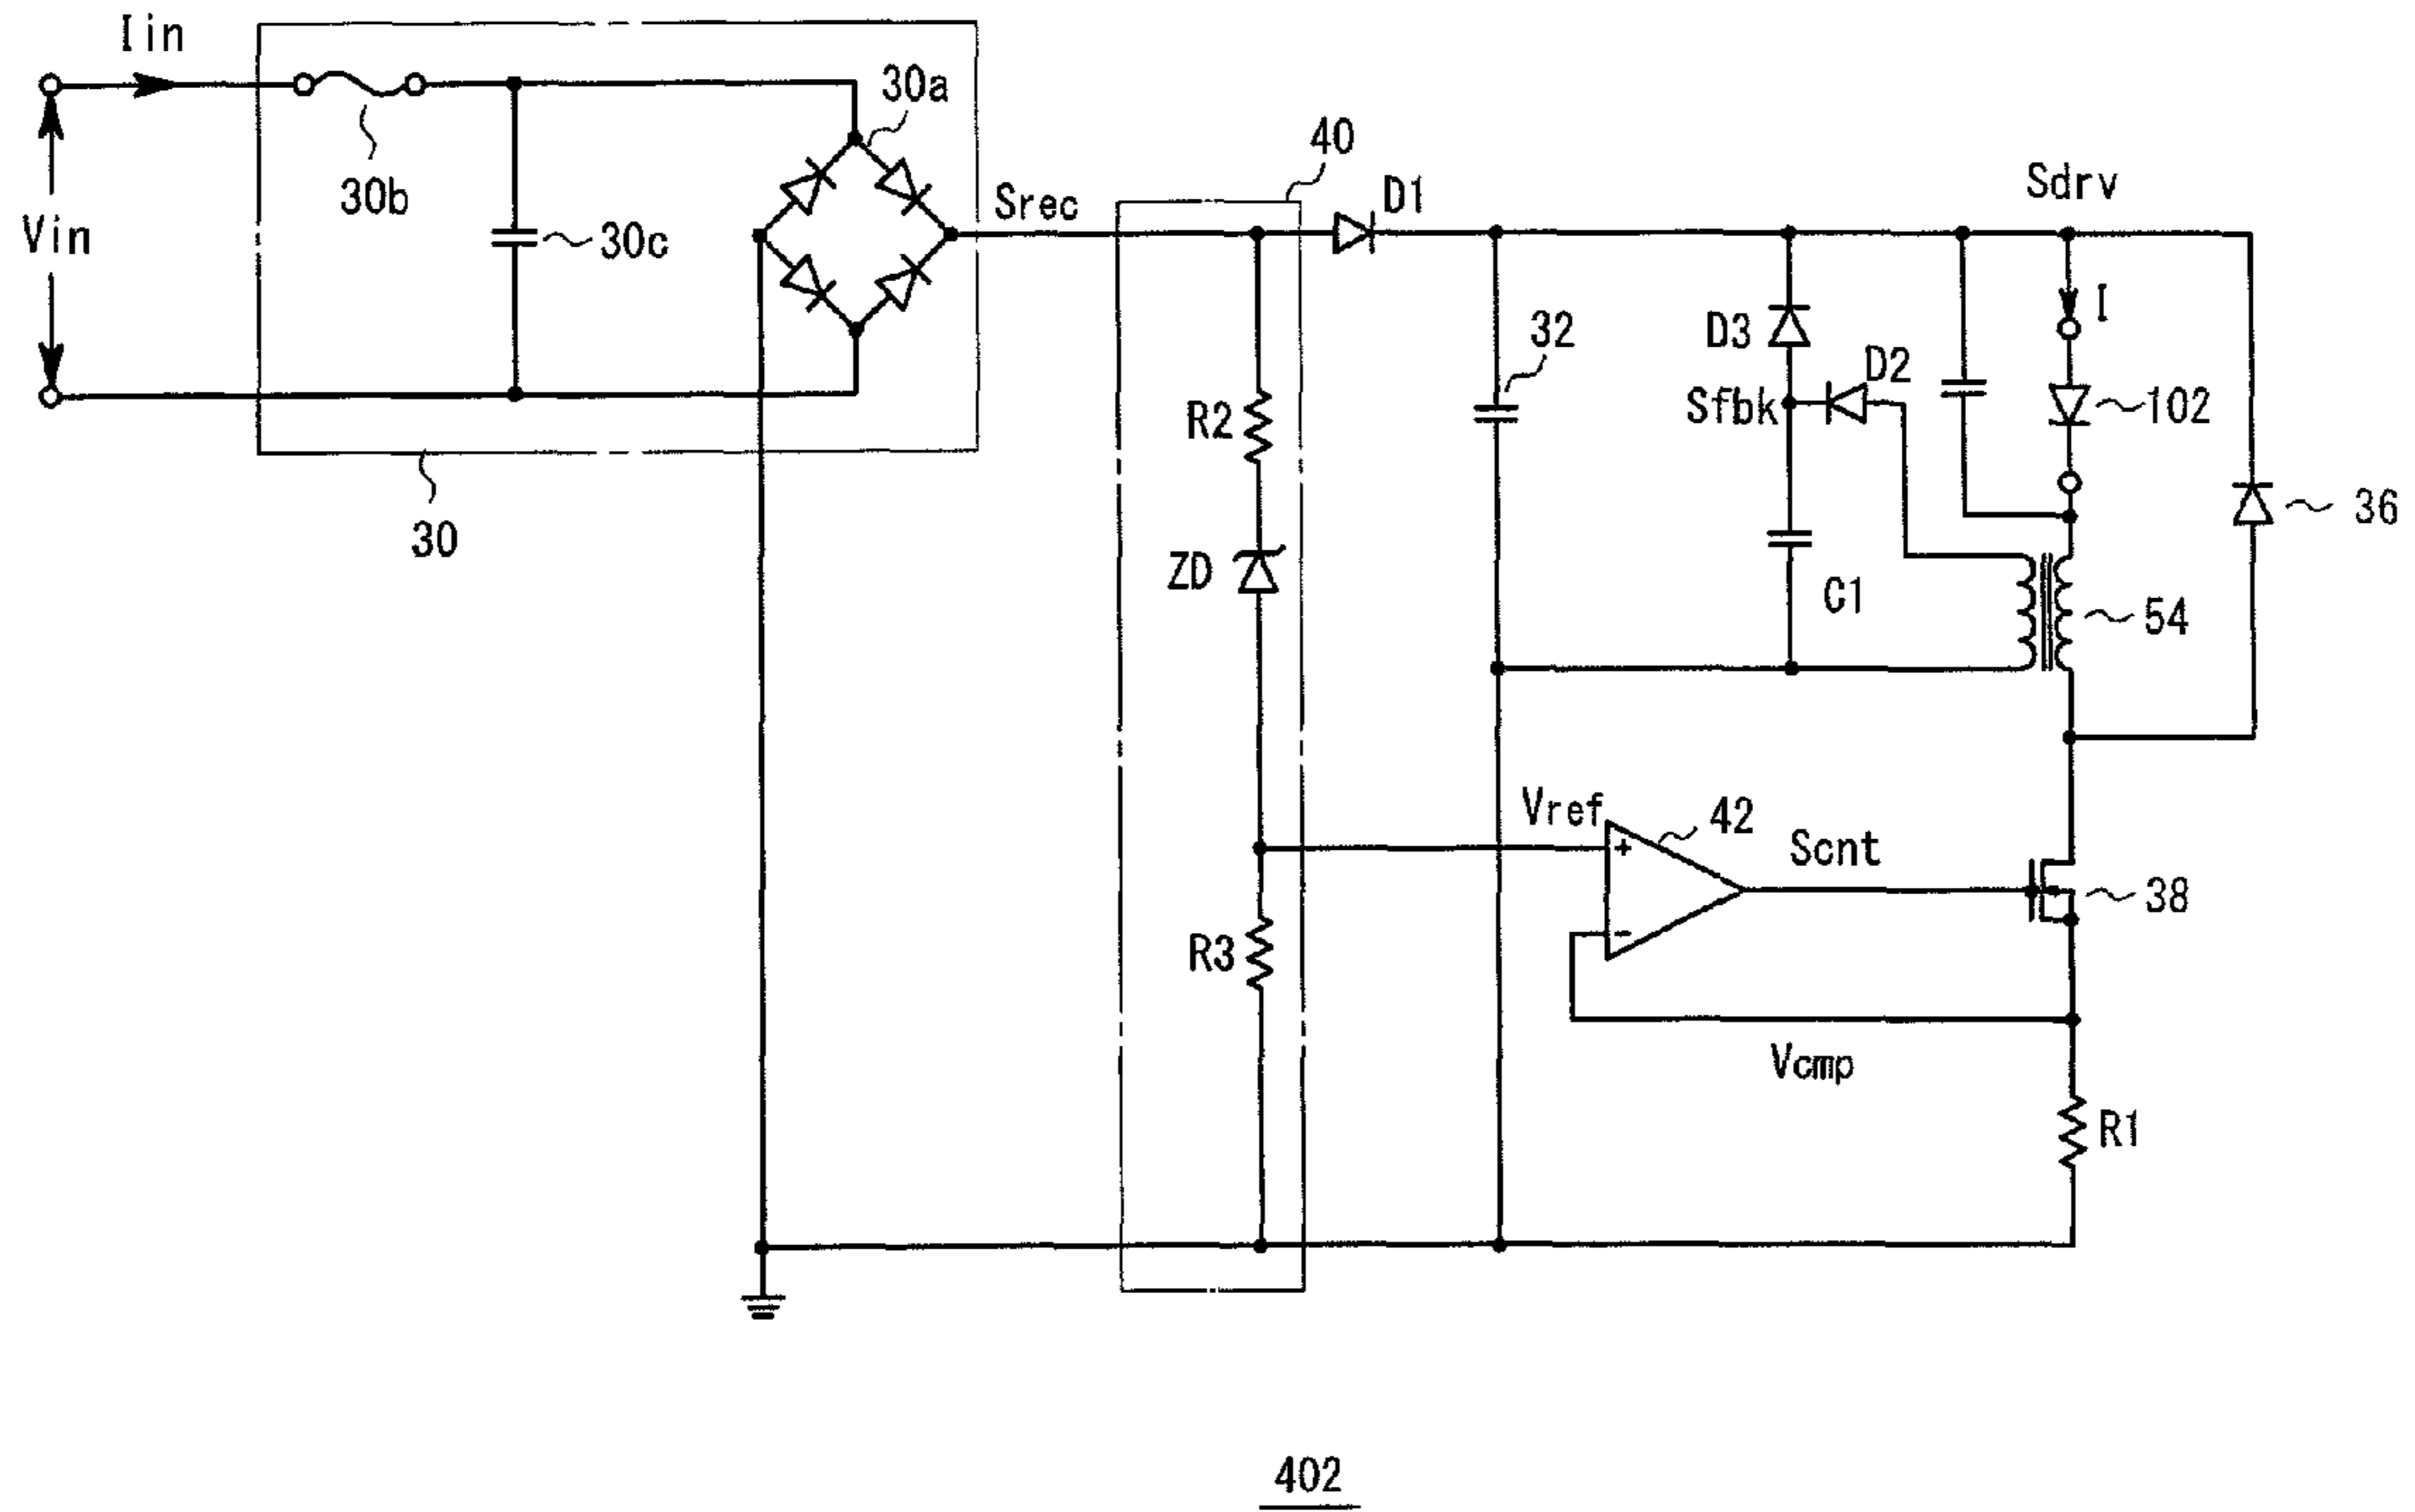 Iin
30a
40
D1
Sdrv
Srec
30b
Vin
30c
32
I
D3
D2
Sfbk
102
R2
36
30
ZD
C1
54
Vref
42
Scnt
+
38
-
R3
Vcmp
R1
402